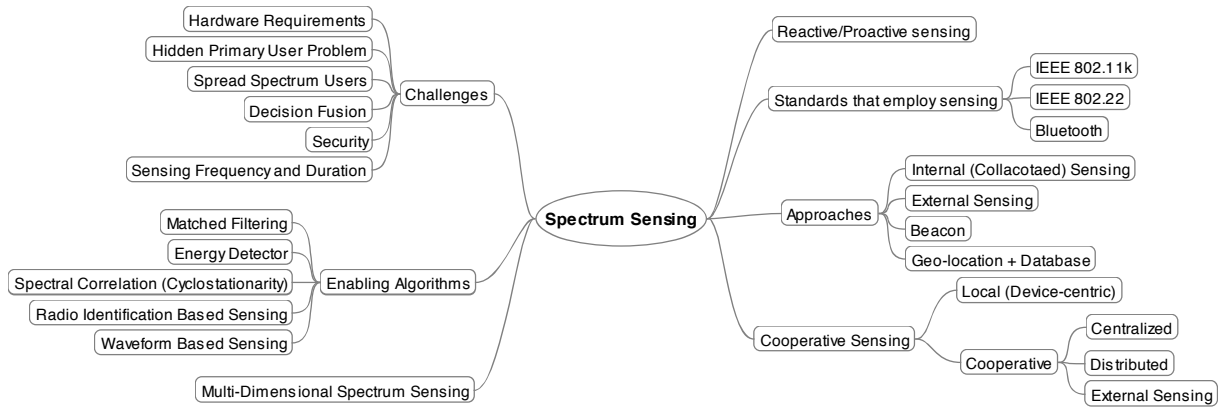 Hardware Requirements
Hidden Primary User Problem
Spread Spectrum Users
Decision Fusion
Security
Sensing Frequency and Duration
Challenges
Matched Filtering
Energy Detector
Spectral Correlation (Cyclostationarity)
Radio Identification Based Sensing
Waveform Based Sensing
Enabling Algorithms
Multi-Dimensional Spectrum Sensing
Spectrum Sensing
Reactive/Proactive sensing
Standards that employ sensing
IEEE 802.11k
IEEE 802.22
Bluetooth
Approaches
Internal (Collacotaed) Sensing
External Sensing
Beacon
Geo-location + Database
Cooperative Sensing
Local (Device-centric)
Cooperative
Centralized
Distributed
External Sensing